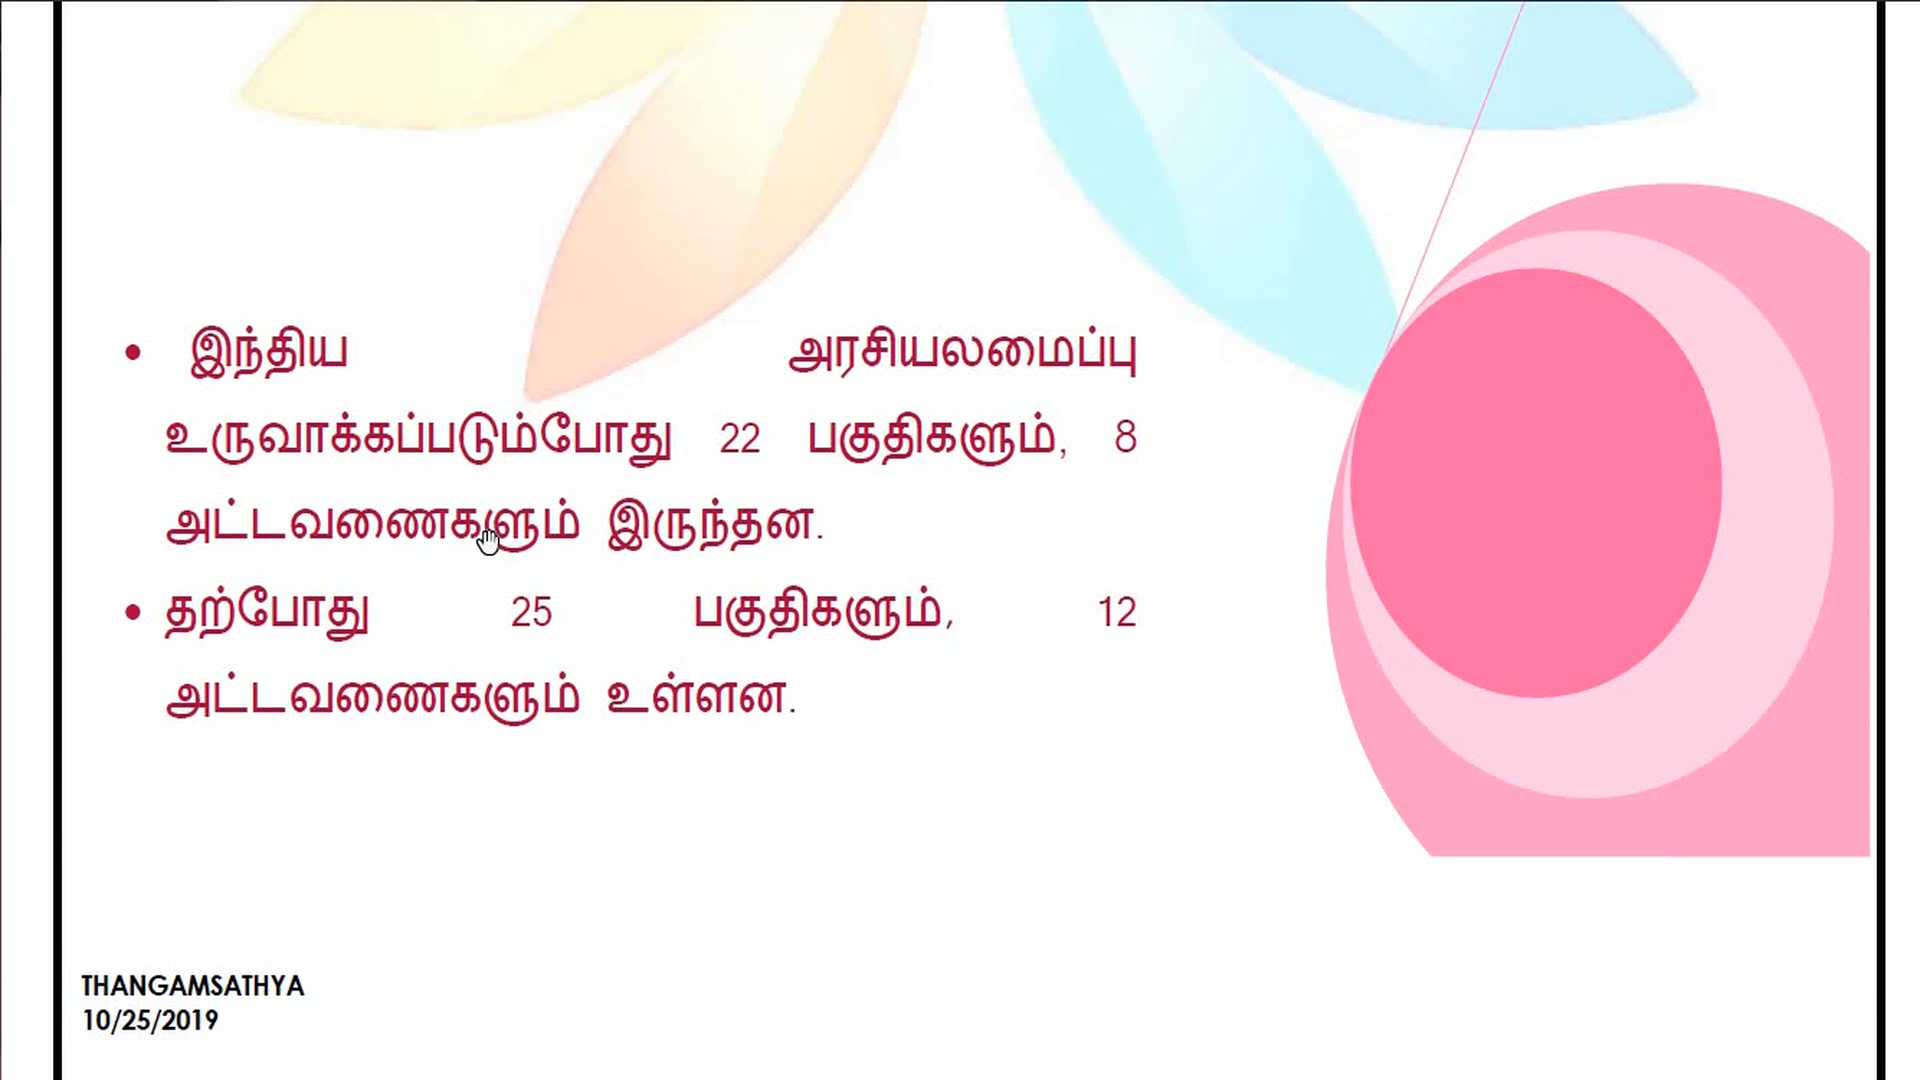 • இந்திய அரசியலமைப்பு
உருவாக்கப்படும்போது 22 பகுதிகளும், 8
அட்டவணைகளும் இருந்தன.
• தற்போது 25 பகுதிகளும், 12
அட்டவணைகளும் உள்ளன.
THANGAMSATHYA
10/25/2019